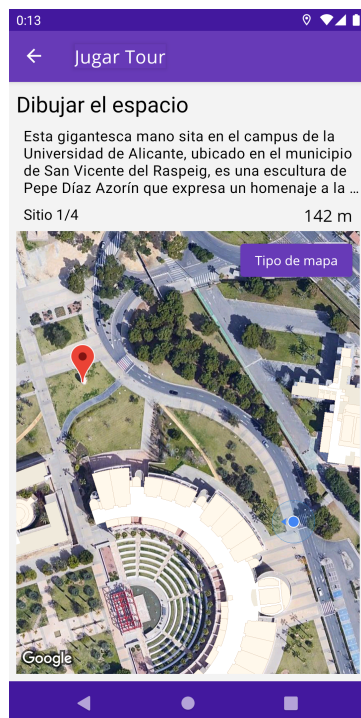 0:13
Jugar Tour
Dibujar el espacio
Esta gigantesca mano sita en el campus de la
Universidad de Alicante, ubicado en el municipio
de San Vicente del Raspeig, es una escultura de
Pepe Díaz Azorín que expresa un homenaje a la ...
Sitio 1/4
142 m
Tipo de mapa
Google